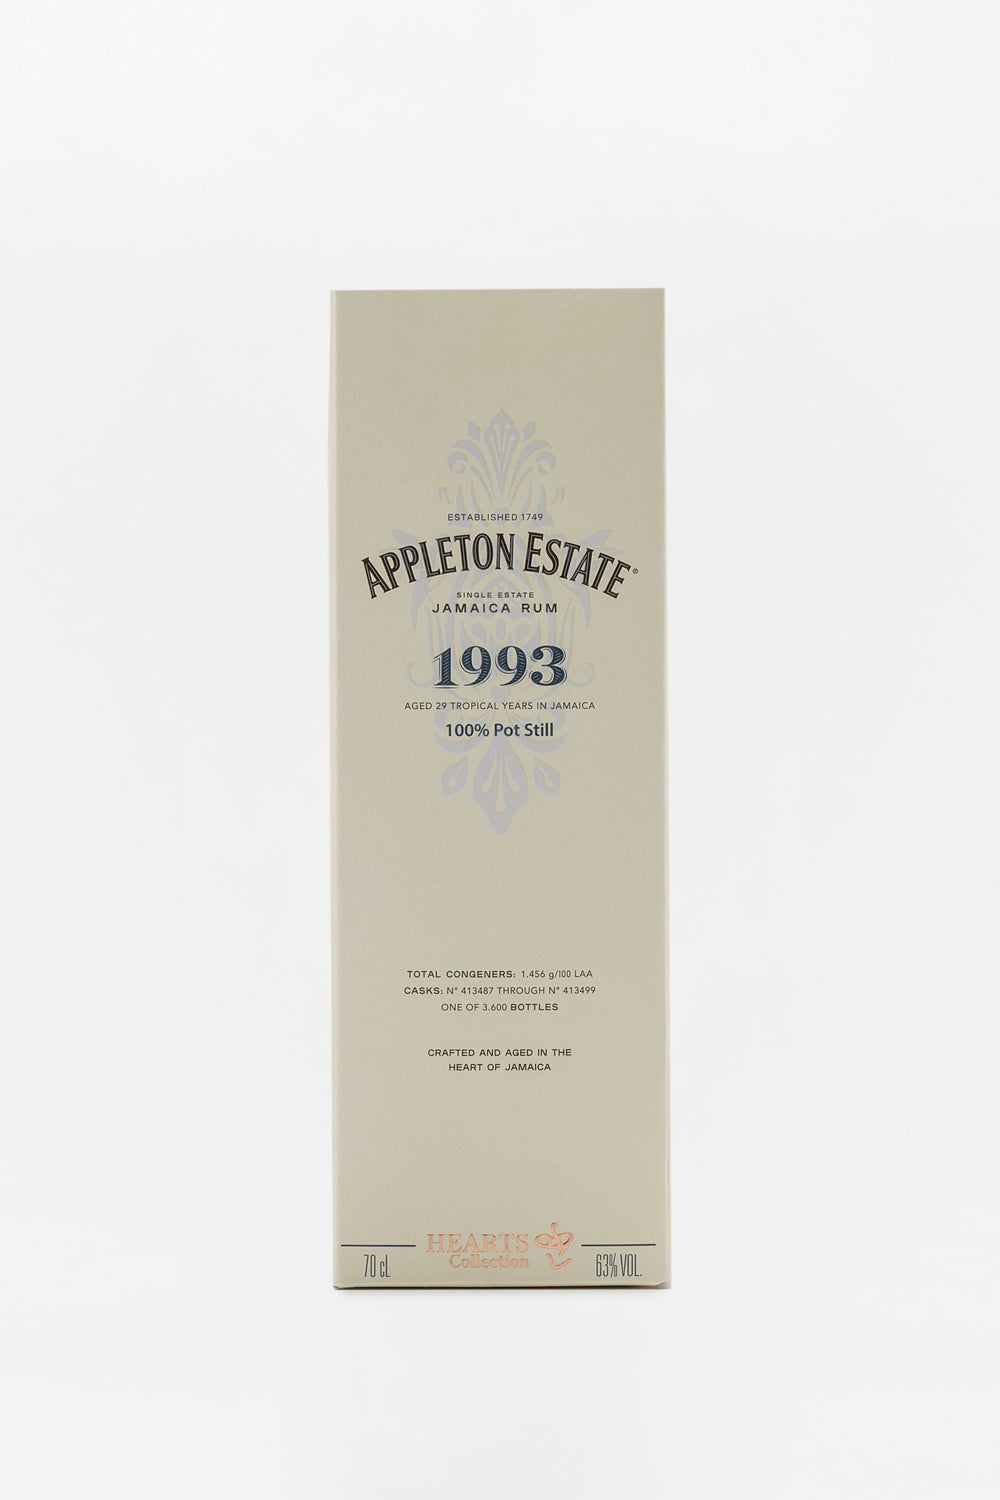 ESTABLISHED 1749
APPLETON ESTATE®
SINGLE ESTATE
JAMAICA RUM
1993
AGED 29 TROPICAL YEARS IN JAMAICA
100% Pot Still
TOTAL CONGENERS: 1.456 g/100 LAA
CASKS: N° 413487 THROUGH N° 413499
ONE OF 3.600 BOTTLES
CRAFTED AND AGED IN THE
HEART OF JAMAICA
HEARTS
Collection
70 cL
63% VOL.